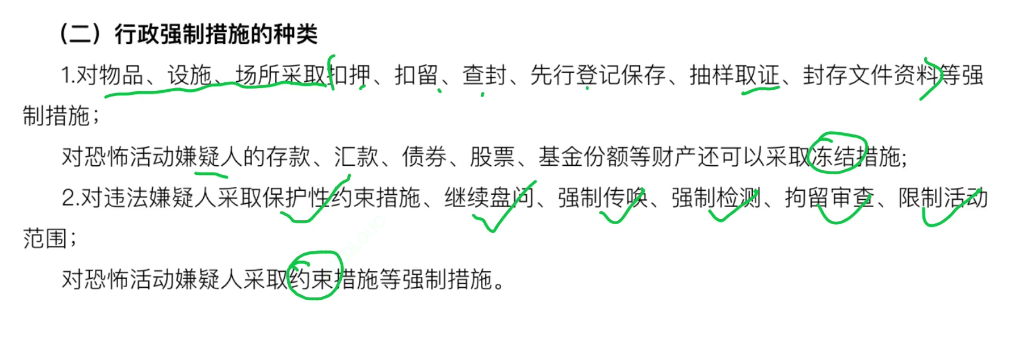 （二）行政强制措施的种类
1.对物品、设施、场所采取扣押、扣留、查封、先行登记保存、抽样取证、封存文件资料等强
制措施；
对恐怖活动嫌疑人的存款、汇款、债券、股票、基金份额等财产还可以采取冻结措施;
2.对违法嫌疑人采取保护性约束措施、继续盘问、强制传唤、强制检测、拘留审查、限制活动
范围；
对恐怖活动嫌疑人采取约束措施等强制措施。